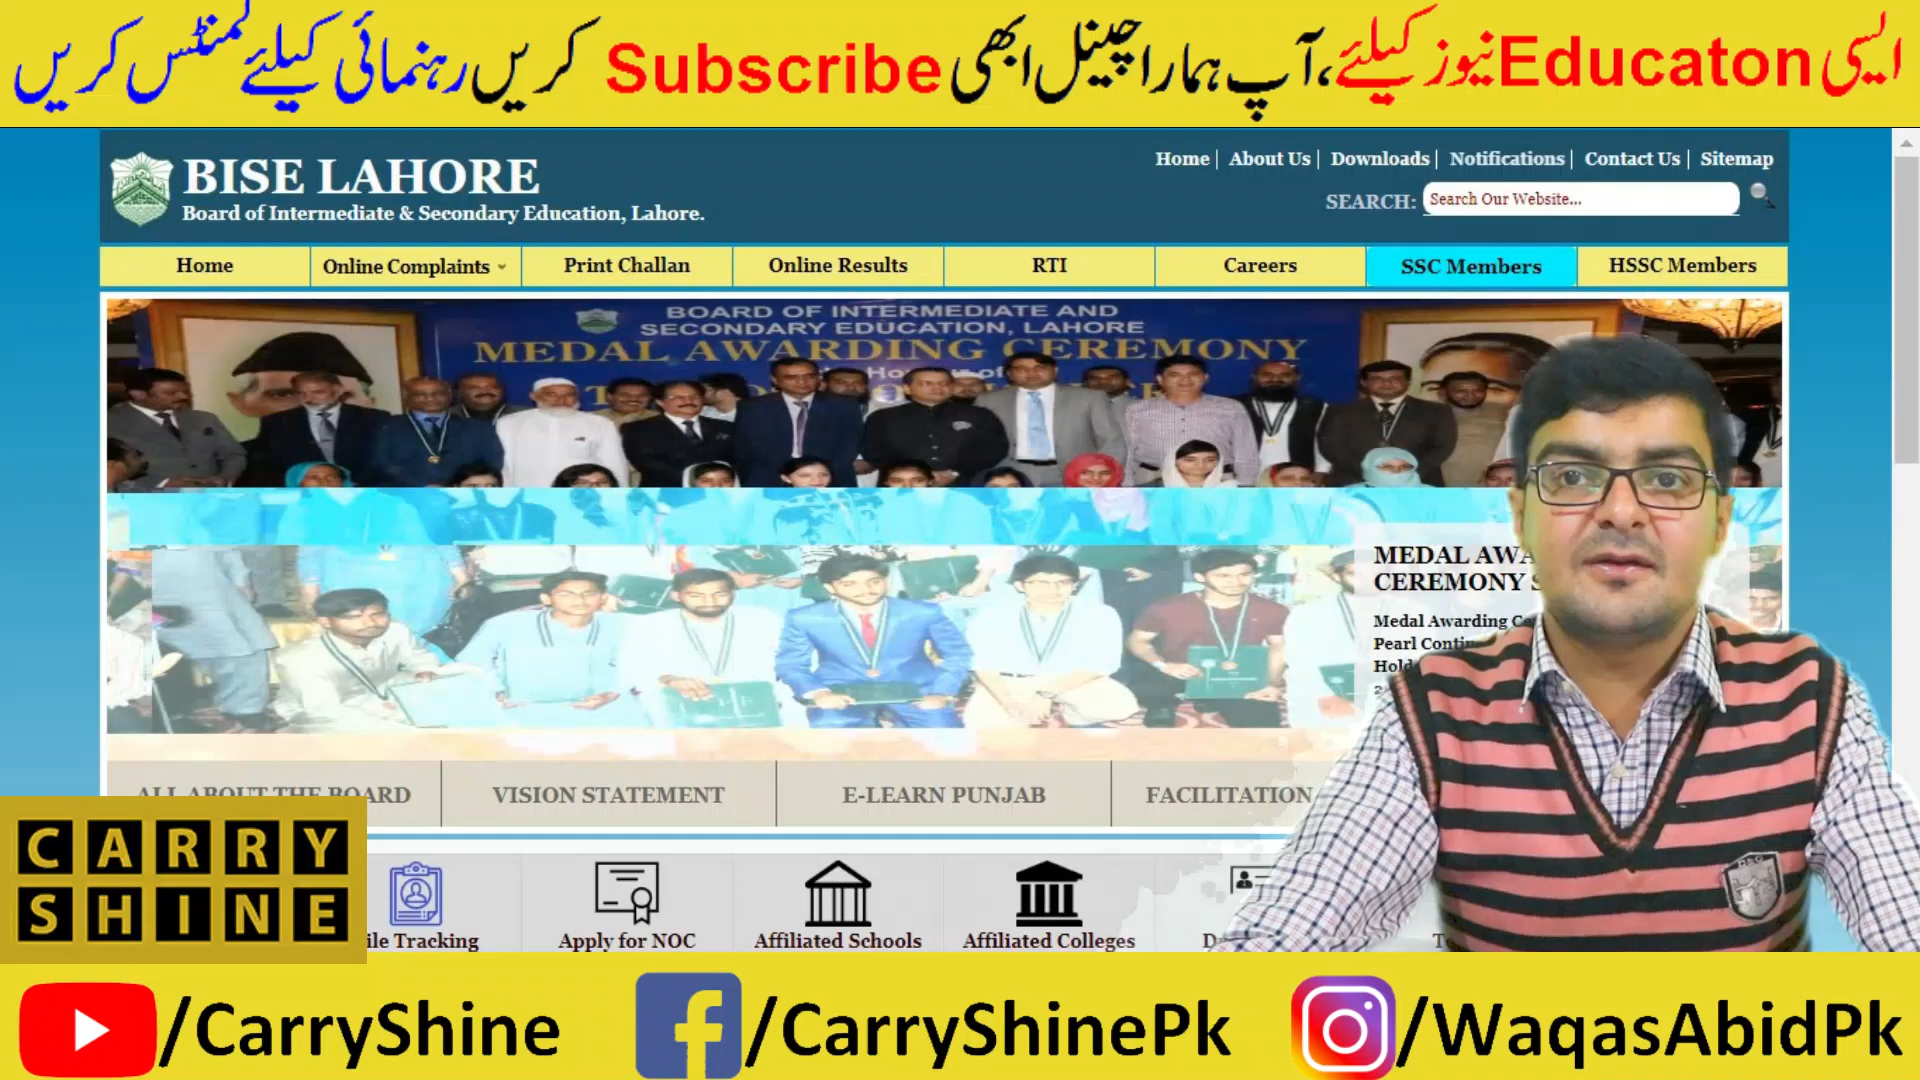 ایسی Educaton نیوز کیلئے، آپ ہمارا چینل ابھی Subscribe کریں رہنمائی کیلئے کمنٹس کریں
BISE LAHORE
Board of Intermediate & Secondary Education, Lahore.
Home | About Us | Downloads | Notifications | Contact Us | Sitemap
SEARCH: Search Our Website...
Home Online Complaints Print Challan Online Results RTI Careers SSC Members HSSC Members
BOARD OF INTERMEDIATE AND
SECONDARY EDUCATION, LAHORE
MEDAL AWARDING CEREMONY
MEDAL AWA
CEREMONY
Medal Awarding
Pearl
ALL ABOUT THE BOARD VISION STATEMENT E-LEARN PUNJAB FACILITATION
Tracking Apply for NOC Affiliated Schools Affiliated Colleges
CARRY
SHINE
/CarryShine /CarryShinePk /WaqasAbidPk